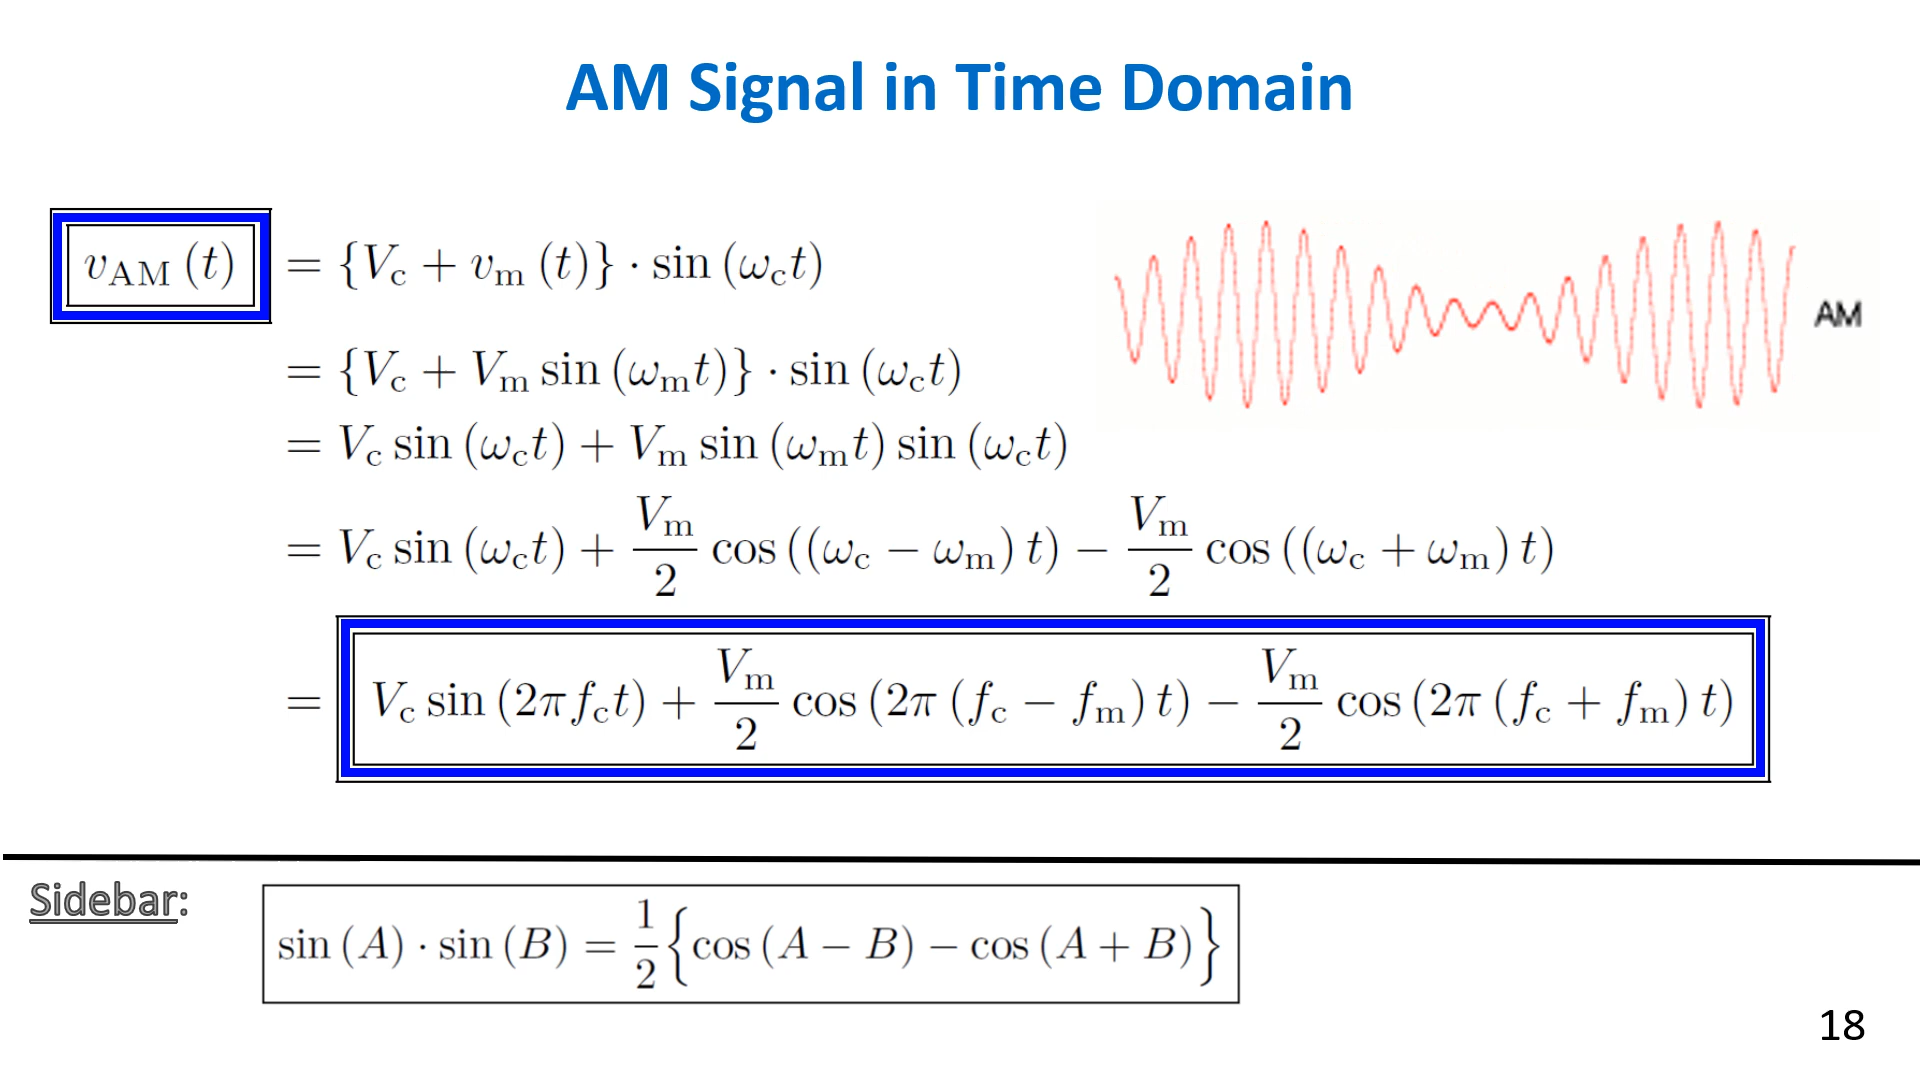 AM Signal in Time Domain
v_AM (t) = {V_c + v_m (t)} · sin (ω_c t)
= {V_c + V_m sin (ω_m t)} · sin (ω_c t)
= V_c sin (ω_c t) + V_m sin (ω_m t) sin (ω_c t)
= V_c sin (ω_c t) + V_m/2 cos ((ω_c − ω_m) t) − V_m/2 cos ((ω_c + ω_m) t)
= V_c sin (2πf_c t) + V_m/2 cos (2π (f_c − f_m) t) − V_m/2 cos (2π (f_c + f_m) t)
AM
Sidebar:
sin (A) · sin (B) = 1/2 {cos (A − B) − cos (A + B)}
18